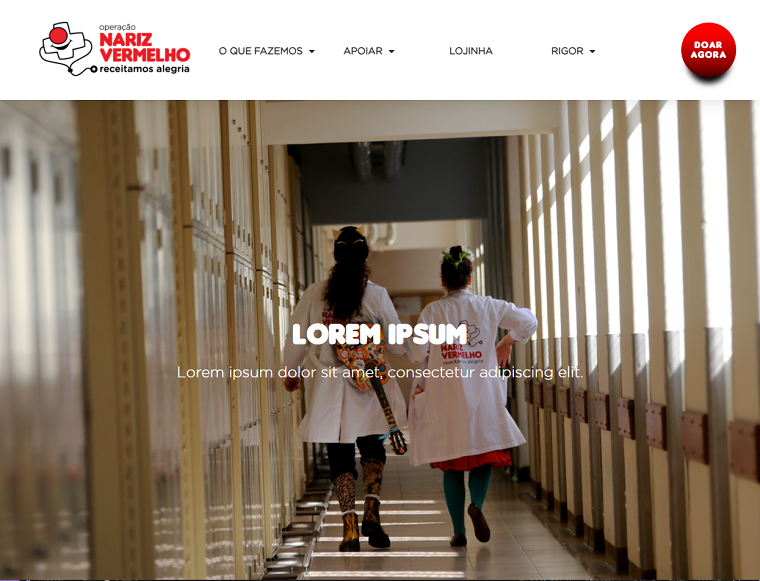 operação
NARIZ
VERMELHO
receitamos alegria
O QUE FAZEMOS
APOIAR
LOJINHA
RIGOR
DOAR
AGORA
LOREM IPSUM
Lorem ipsum dolor sit amet, consectetur adipiscing elit.
NARIZ
VERMELHO
receitamos alegria